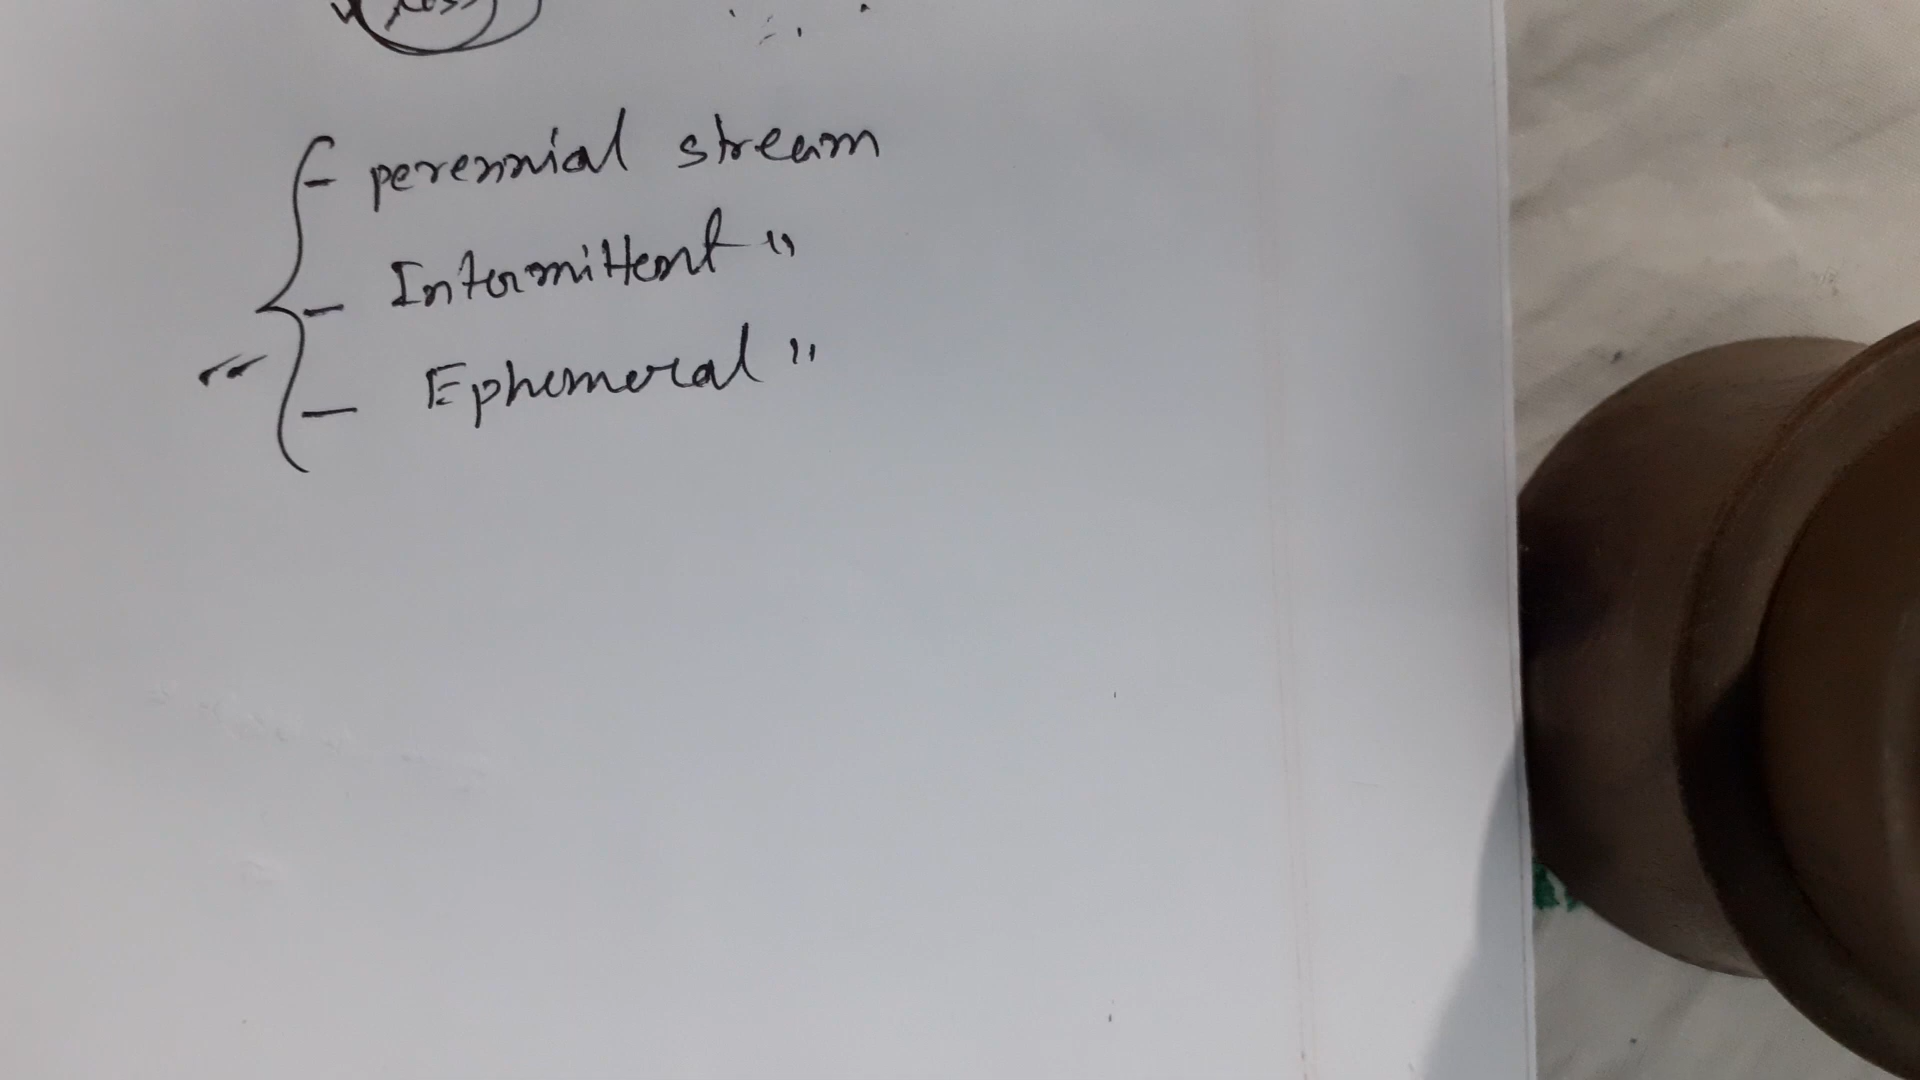 - perennial stream
- Intermittent "
- Ephemeral "